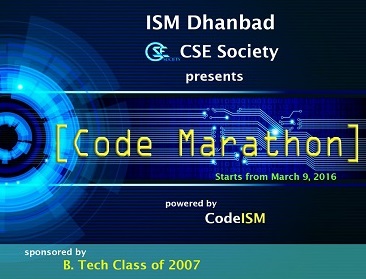 ISM Dhanbad
CSE Society
presents
[Code Marathon]
Starts from March 9, 2016
powered by
CodeISM
sponsored by
B. Tech Class of 2007